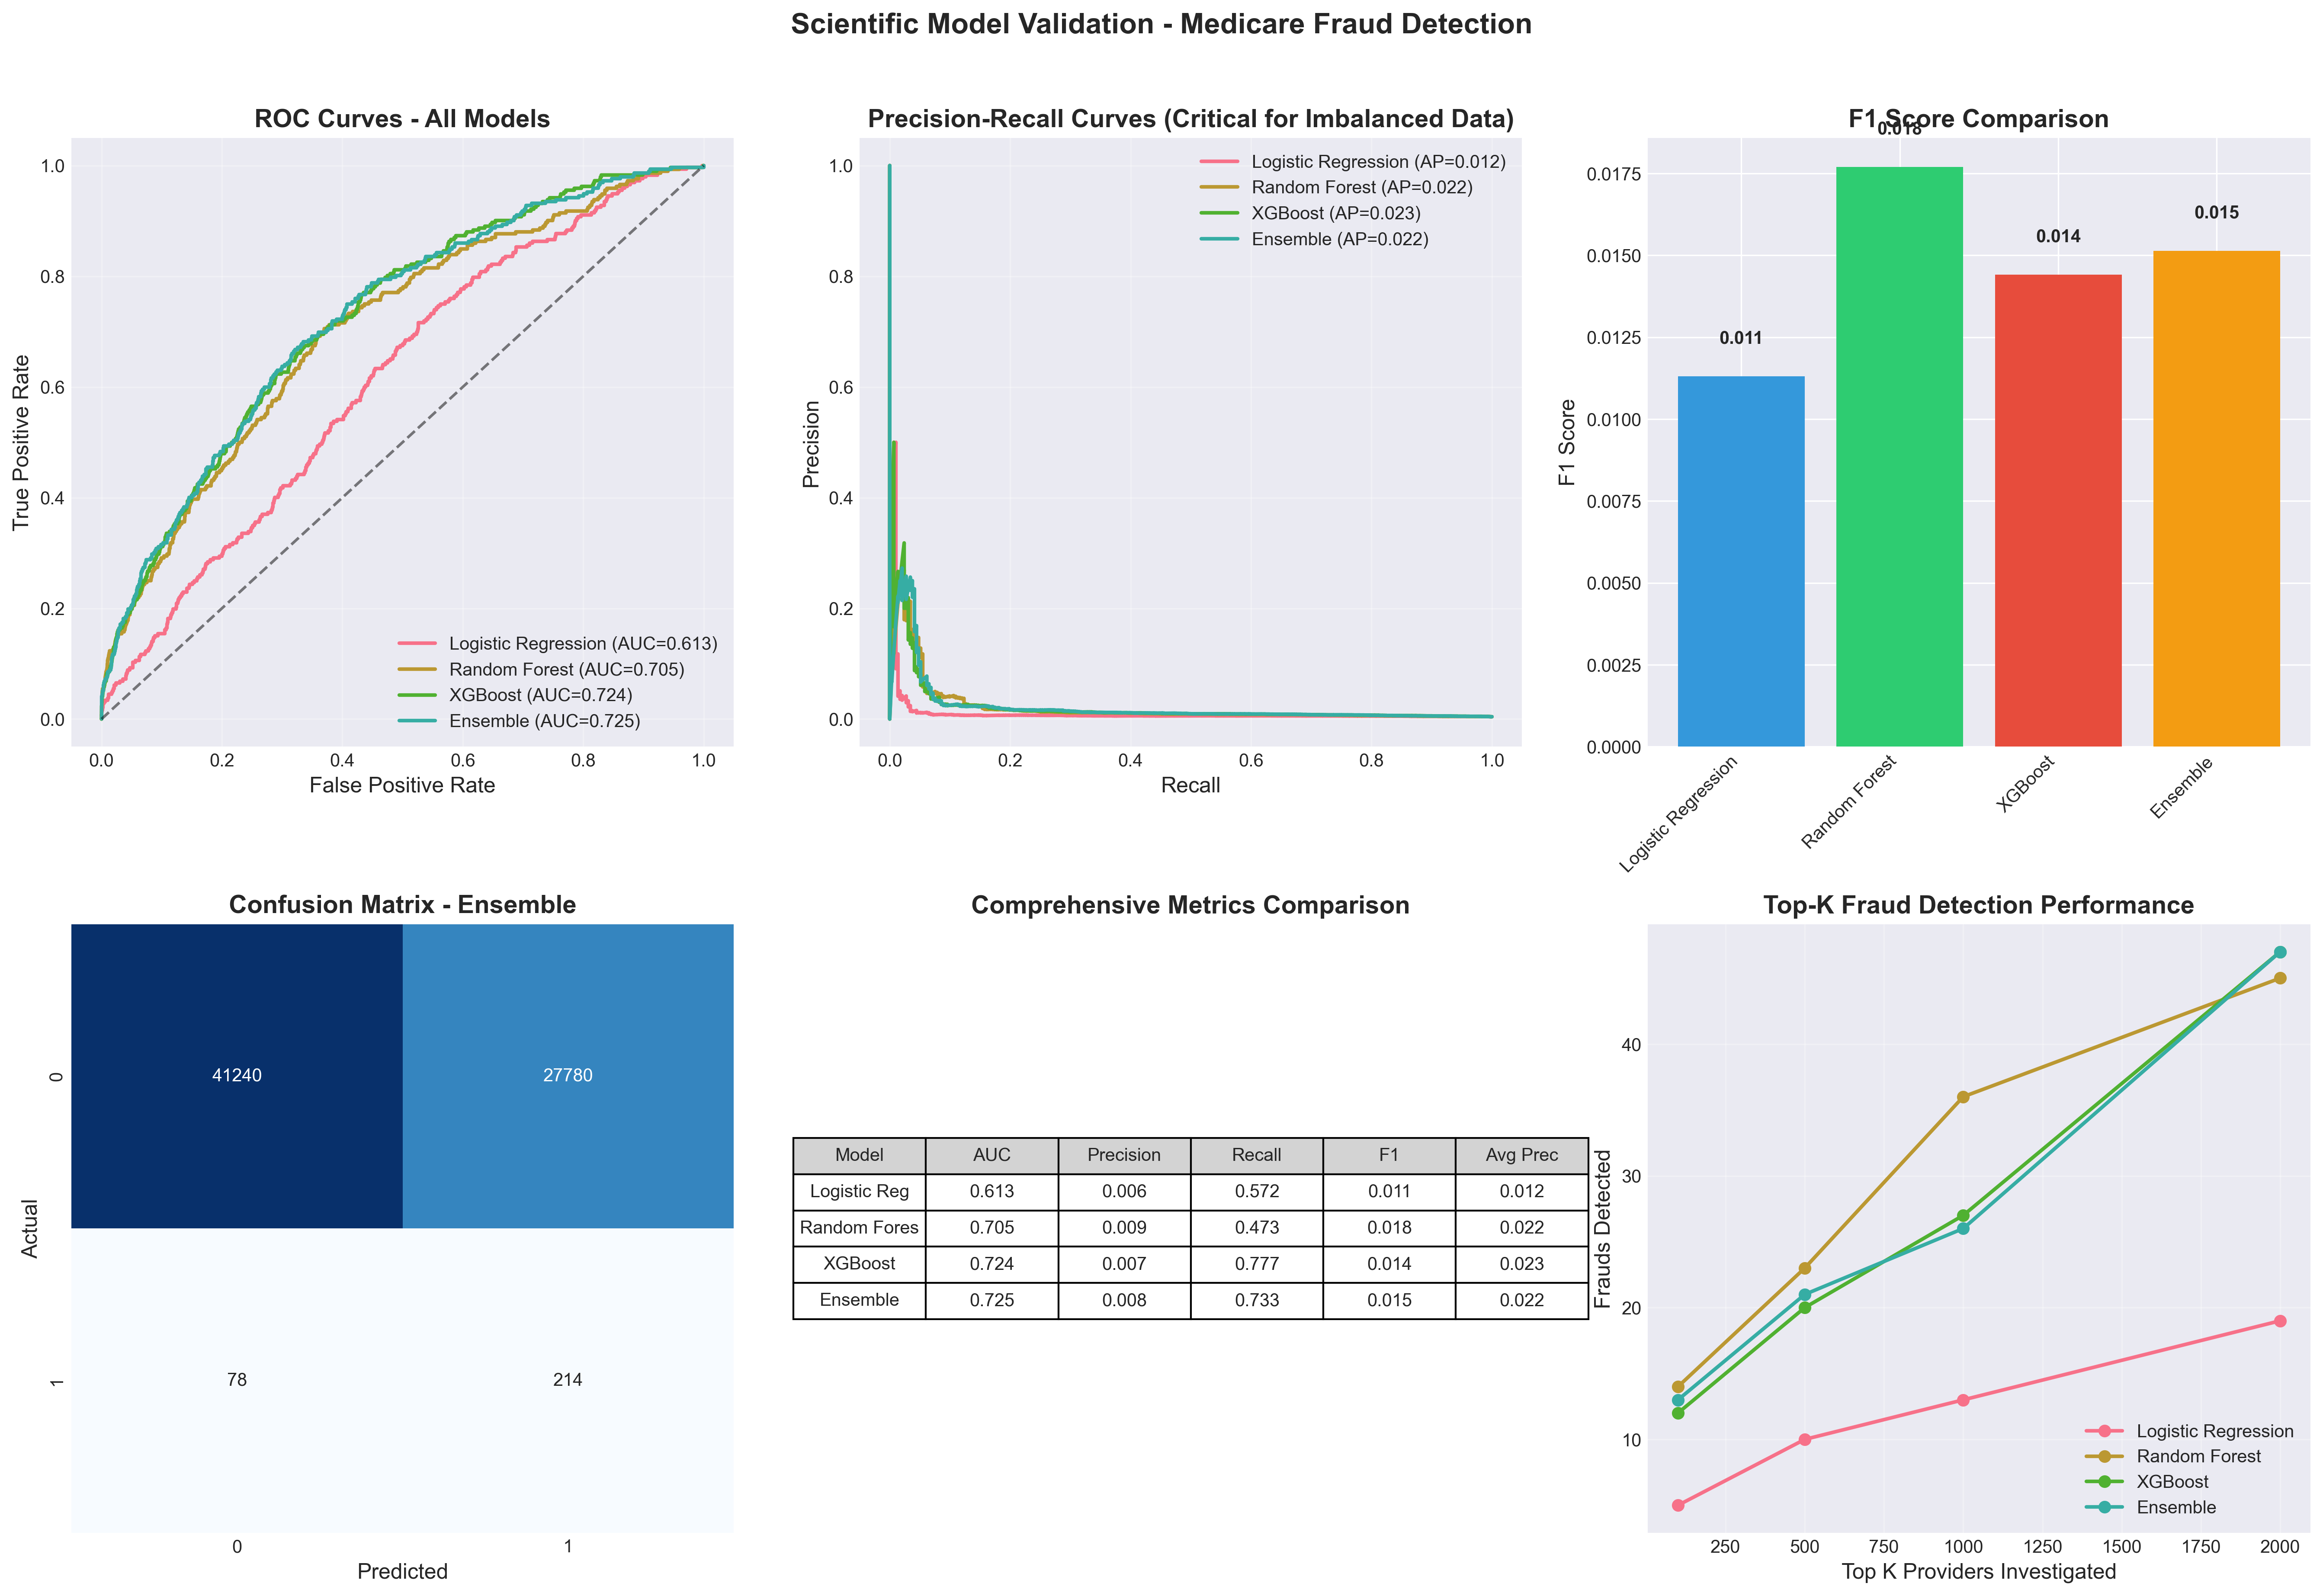 Scientific Model Validation - Medicare Fraud Detection
ROC Curves - All Models
True Positive Rate
1.0
0.8
0.6
0.4
0.2
0.0
Logistic Regression (AUC=0.613)
Random Forest (AUC=0.705)
XGBoost (AUC=0.724)
Ensemble (AUC=0.725)
0.0 0.2 0.4 0.6 0.8 1.0
False Positive Rate
Precision-Recall Curves (Critical for Imbalanced Data)
Precision
1.0
0.8
0.6
0.4
0.2
0.0
Logistic Regression (AP=0.012)
Random Forest (AP=0.022)
XGBoost (AP=0.023)
Ensemble (AP=0.022)
0.0 0.2 0.4 0.6 0.8 1.0
Recall
F1 Score Comparison
F1 Score
0.0175
0.0150
0.0125
0.0100
0.0075
0.0050
0.0025
0.0000
0.011
0.018
0.014
0.015
Logistic Regression
Random Forest
XGBoost
Ensemble
Confusion Matrix - Ensemble
Actual
0
1
41240 27780
78 214
0 1
Predicted
Comprehensive Metrics Comparison
Model AUC Precision Recall F1 Avg Prec
Logistic Reg 0.613 0.006 0.572 0.011 0.012
Random Fores 0.705 0.009 0.473 0.018 0.022
XGBoost 0.724 0.007 0.777 0.014 0.023
Ensemble 0.725 0.008 0.733 0.015 0.022
Top-K Fraud Detection Performance
Frauds Detected
40
30
20
10
Logistic Regression
Random Forest
XGBoost
Ensemble
250 500 750 1000 1250 1500 1750 2000
Top K Providers Investigated